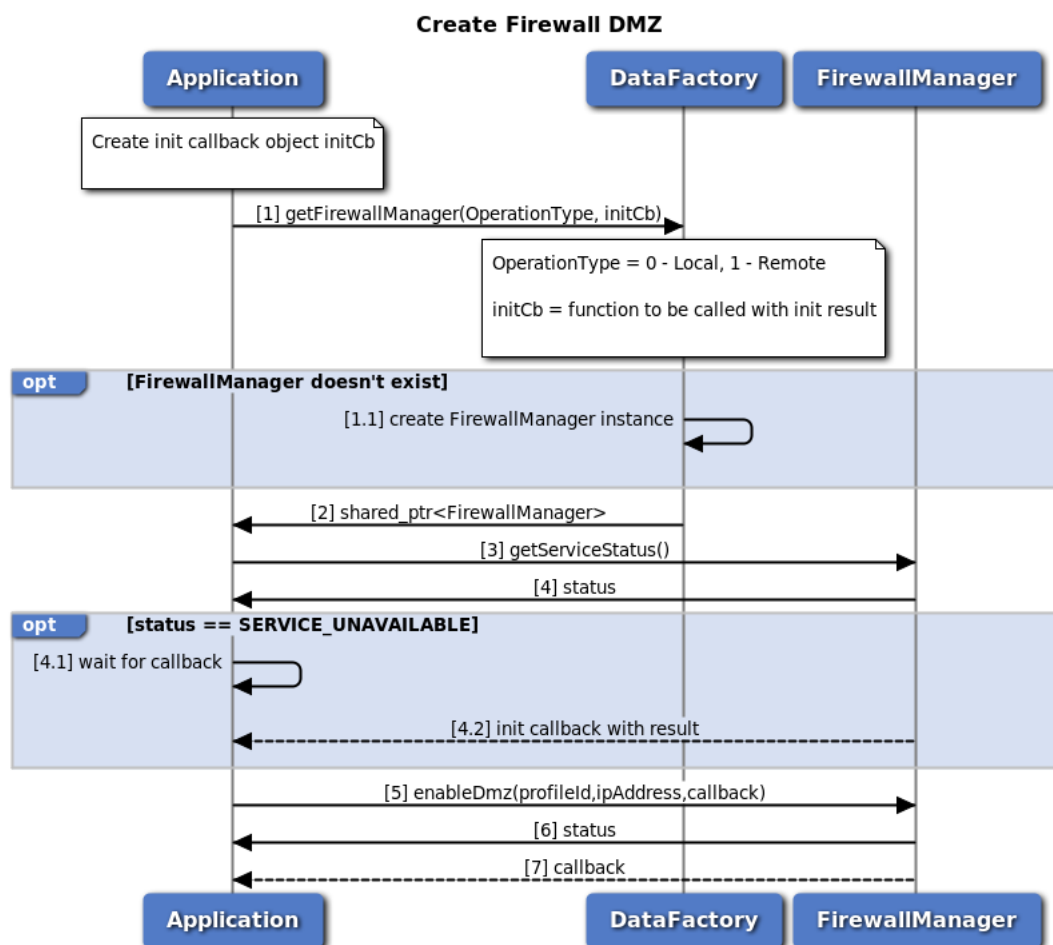 Create Firewall DMZ
Application
DataFactory
FirewallManager
Create init callback object initCb
[1] getFirewallManager(OperationType, initCb)
OperationType = 0 - Local, 1 - Remote
initCb = function to be called with init result
opt [FirewallManager doesn't exist]
[1.1] create FirewallManager instance
[2] shared_ptr<FirewallManager>
[3] getServiceStatus()
[4] status
opt [status == SERVICE_UNAVAILABLE]
[4.1] wait for callback
[4.2] init callback with result
[5] enableDmz(profileId,ipAddress,callback)
[6] status
[7] callback
Application
DataFactory
FirewallManager